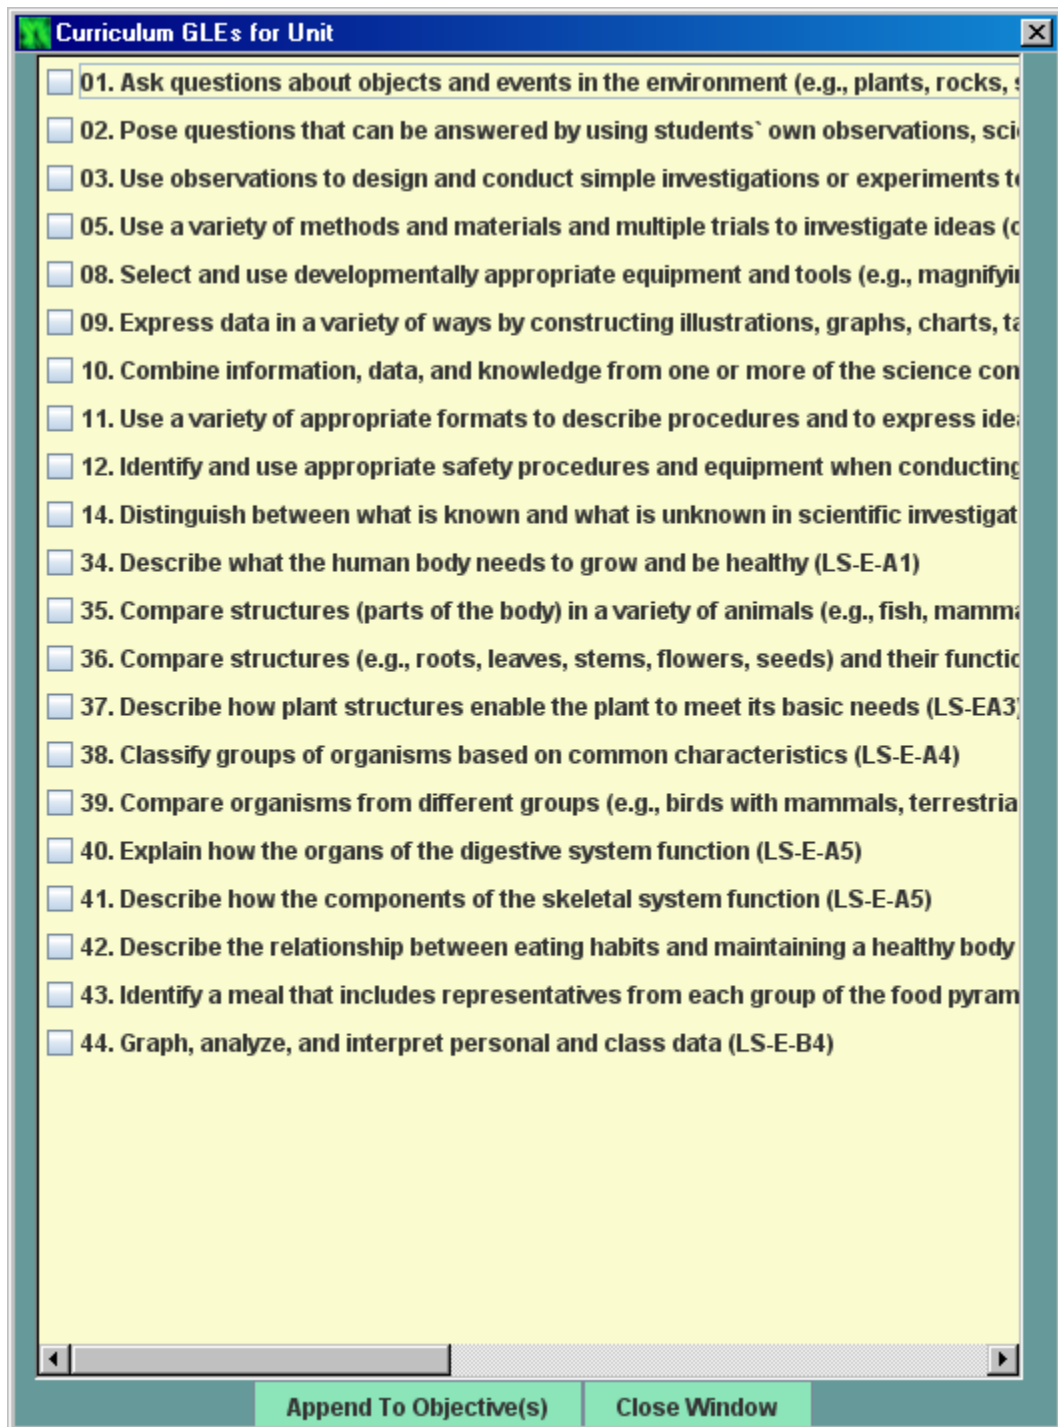 Curriculum GLEs for Unit
01. Ask questions about objects and events in the environment (e.g., plants, rocks,
02. Pose questions that can be answered by using students` own observations,
03. Use observations to design and conduct simple investigations or experiments
05. Use a variety of methods and materials and multiple trials to investigate ideas
08. Select and use developmentally appropriate equipment and tools (e.g.,
09. Express data in a variety of ways by constructing illustrations, graphs, charts,
10. Combine information, data, and knowledge from one or more of the science
11. Use a variety of appropriate formats to describe procedures and to express
12. Identify and use appropriate safety procedures and equipment when conducting
14. Distinguish between what is known and what is unknown in scientific
34. Describe what the human body needs to grow and be healthy (LS-E-A1)
35. Compare structures (parts of the body) in a variety of animals (e.g., fish,
36. Compare structures (e.g., roots, leaves, stems, flowers, seeds) and their
37. Describe how plant structures enable the plant to meet its basic needs (LS-EA3)
38. Classify groups of organisms based on common characteristics (LS-E-A4)
39. Compare organisms from different groups (e.g., birds with mammals,
40. Explain how the organs of the digestive system function (LS-E-A5)
41. Describe how the components of the skeletal system function (LS-E-A5)
42. Describe the relationship between eating habits and maintaining a healthy body
43. Identify a meal that includes representatives from each group of the food
44. Graph, analyze, and interpret personal and class data (LS-E-B4)
Append To Objective(s)
Close Window